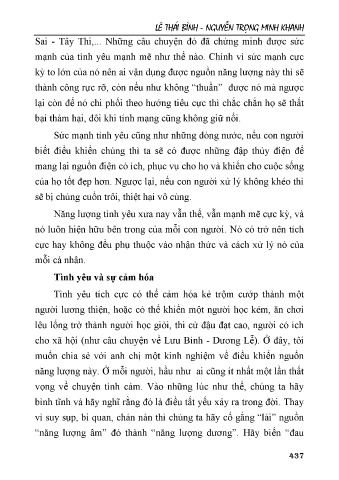 LÊ THÁI BÌNH - NGUYỄN TRỌNG MINH KHANH
Sai - Tây Thi,... Những câu chuyện đó đã chứng minh được sức
mạnh của tình yêu mạnh mẽ như thế nào. Chính vì sức mạnh cực
kỳ to lớn của nó nên ai vận dụng được nguồn năng lượng này thì sẽ
thành công rực rỡ, còn nếu như không “thuần” được nó mà ngược
lại còn để nó chi phối theo hướng tiêu cực thì chắc chắn họ sẽ thất
bại thảm hại, đôi khi tính mạng cũng không giữ nổi.
Sức mạnh tình yêu cũng như những dòng nước, nếu con người
biết điều khiển chúng thì ta sẽ có được những đập thủy điện để
mang lại nguồn điện có ích, phục vụ cho họ và khiến cho cuộc sống
của họ tốt đẹp hơn. Ngược lại, nếu con người xử lý không khéo thì
sẽ bị chúng cuốn trôi, thiệt hại vô cùng.
Năng lượng tình yêu xưa nay vẫn thế, vẫn mạnh mẽ cực kỳ, và
nó luôn hiện hữu bên trong của mỗi con người. Nó có trở nên tích
cực hay không đều phụ thuộc vào nhận thức và cách xử lý nó của
mỗi cá nhân.
Tình yêu và sự cảm hóa
Tình yêu tích cực có thể cảm hóa kẻ trộm cướp thành một
người lương thiện, hoặc có thể khiến một người học kém, ăn chơi
lêu lổng trở thành người học giỏi, thi cử đậu đạt cao, người có ích
cho xã hội (như câu chuyện về Lưu Bình - Dương Lễ). Ở đây, tôi
muốn chia sẻ với anh chị một kinh nghiệm về điều khiển nguồn
năng lượng này. Ở mỗi người, hầu như ai cũng ít nhất một lần thất
vọng về chuyện tình cảm. Vào những lúc như thế, chúng ta hãy
bình tĩnh và hãy nghĩ rằng đó là điều tất yếu xảy ra trong đời. Thay
vì suy sụp, bi quan, chán nản thì chúng ta hãy cố gắng “lái” nguồn
“năng lượng âm” đó thành “năng lượng dương”. Hãy biến “đau
437